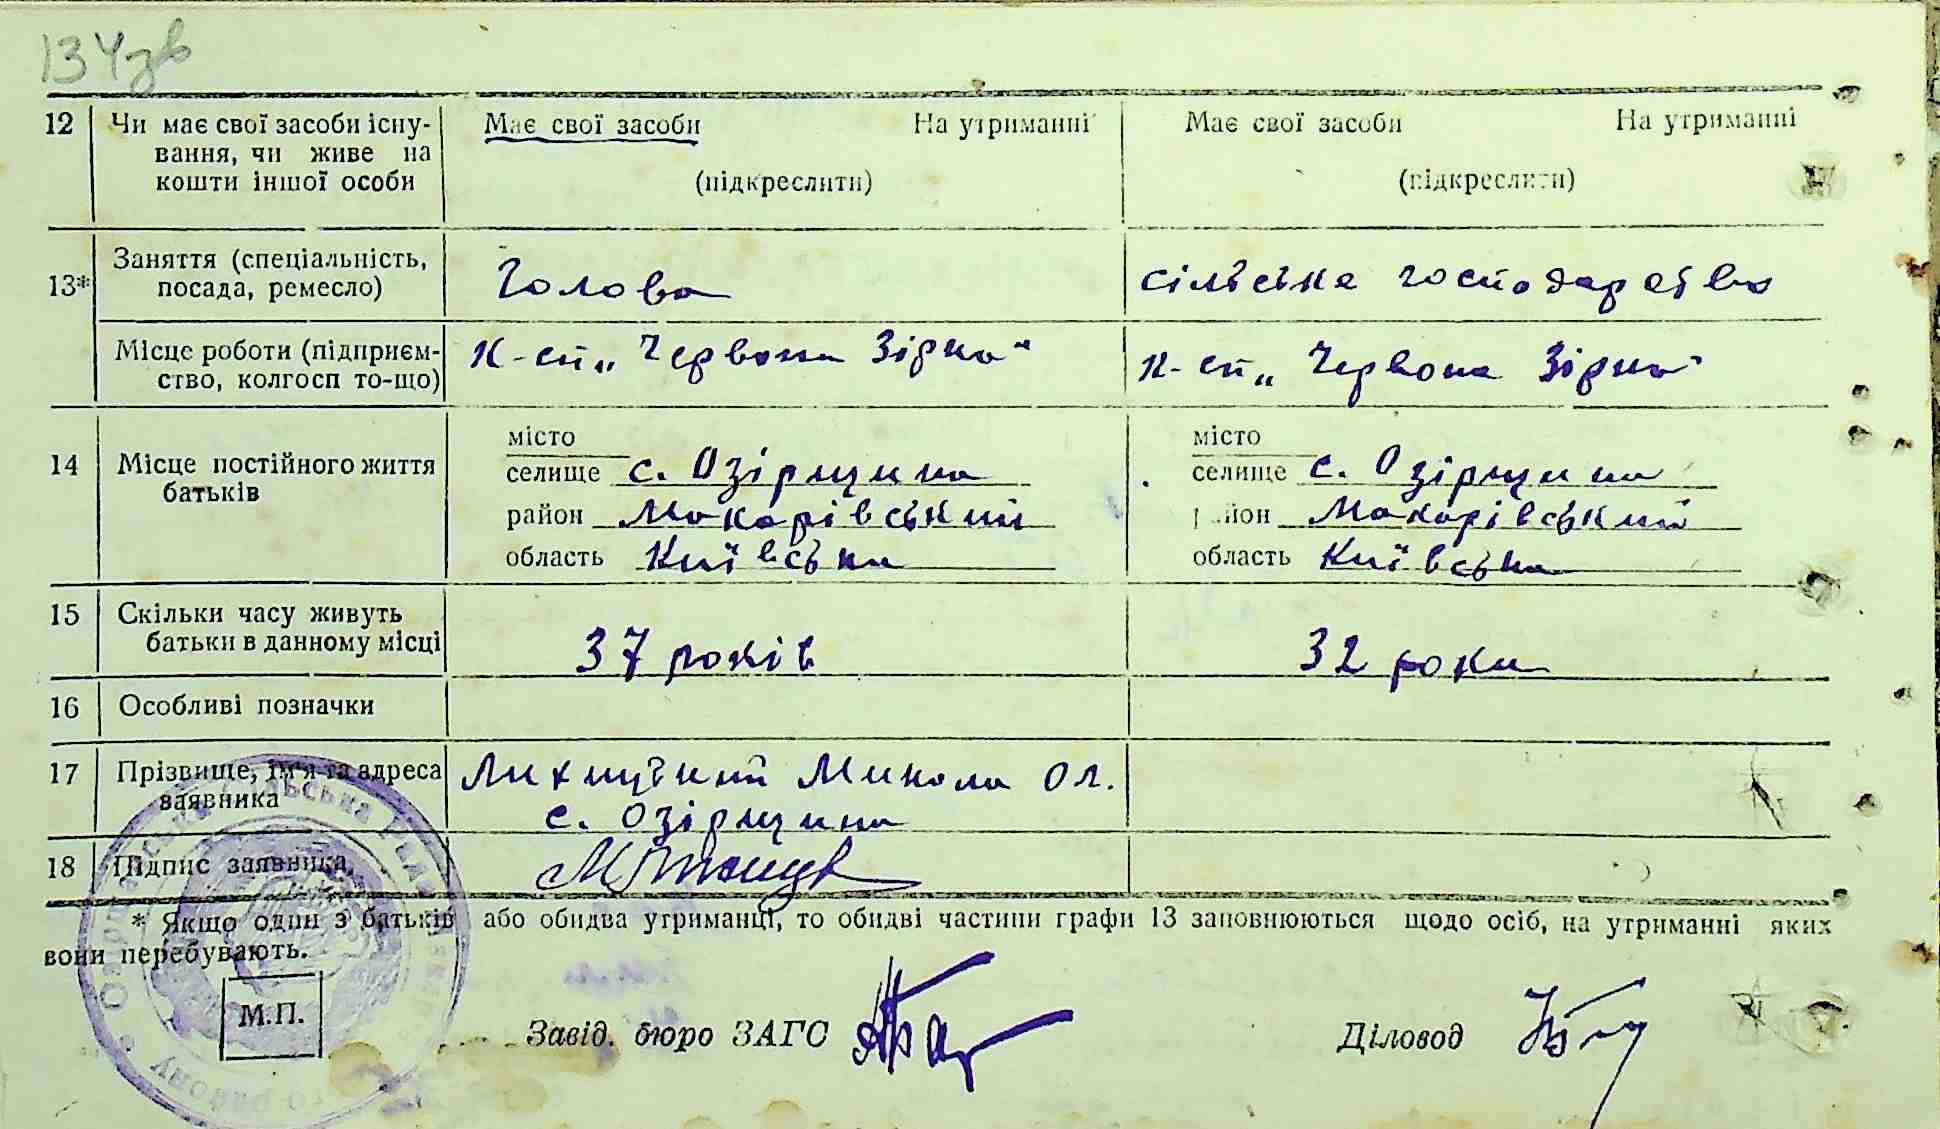 134зв
12 Чи має свої засоби існу- Має свої засоби На утриманні Має свої засоби На утриманні
вання, чи живе на
кошти іншої особи (підкреслити) (підкреслити)
13* Заняття (спеціальність, Голова сільське господарство
посада, ремесло)
Місце роботи (підприєм- К-сп „Червона Зірка" К-сп „Червона Зірка"
ство, колгосп то-що)
місто місто
14 Місце постійного життя селище с. Озірщина селище с. Озірщина
батьків район Макарівський район Макарівський
область Київська область Київська
15 Скільки часу живуть
батьки в данному місці 37 років 32 роки
16 Особливі позначки
17 Прізвище, ім'я та адреса Микола Ол.
заявника с. Озірщина
18 Підпис заявника
* Якщо один з батьків або обидва утриманці, то обидві частини графи 13 заповнюються щодо осіб, на утриманні яких
вони перебувають.
М.П. Завід. бюро ЗАГС Діловод